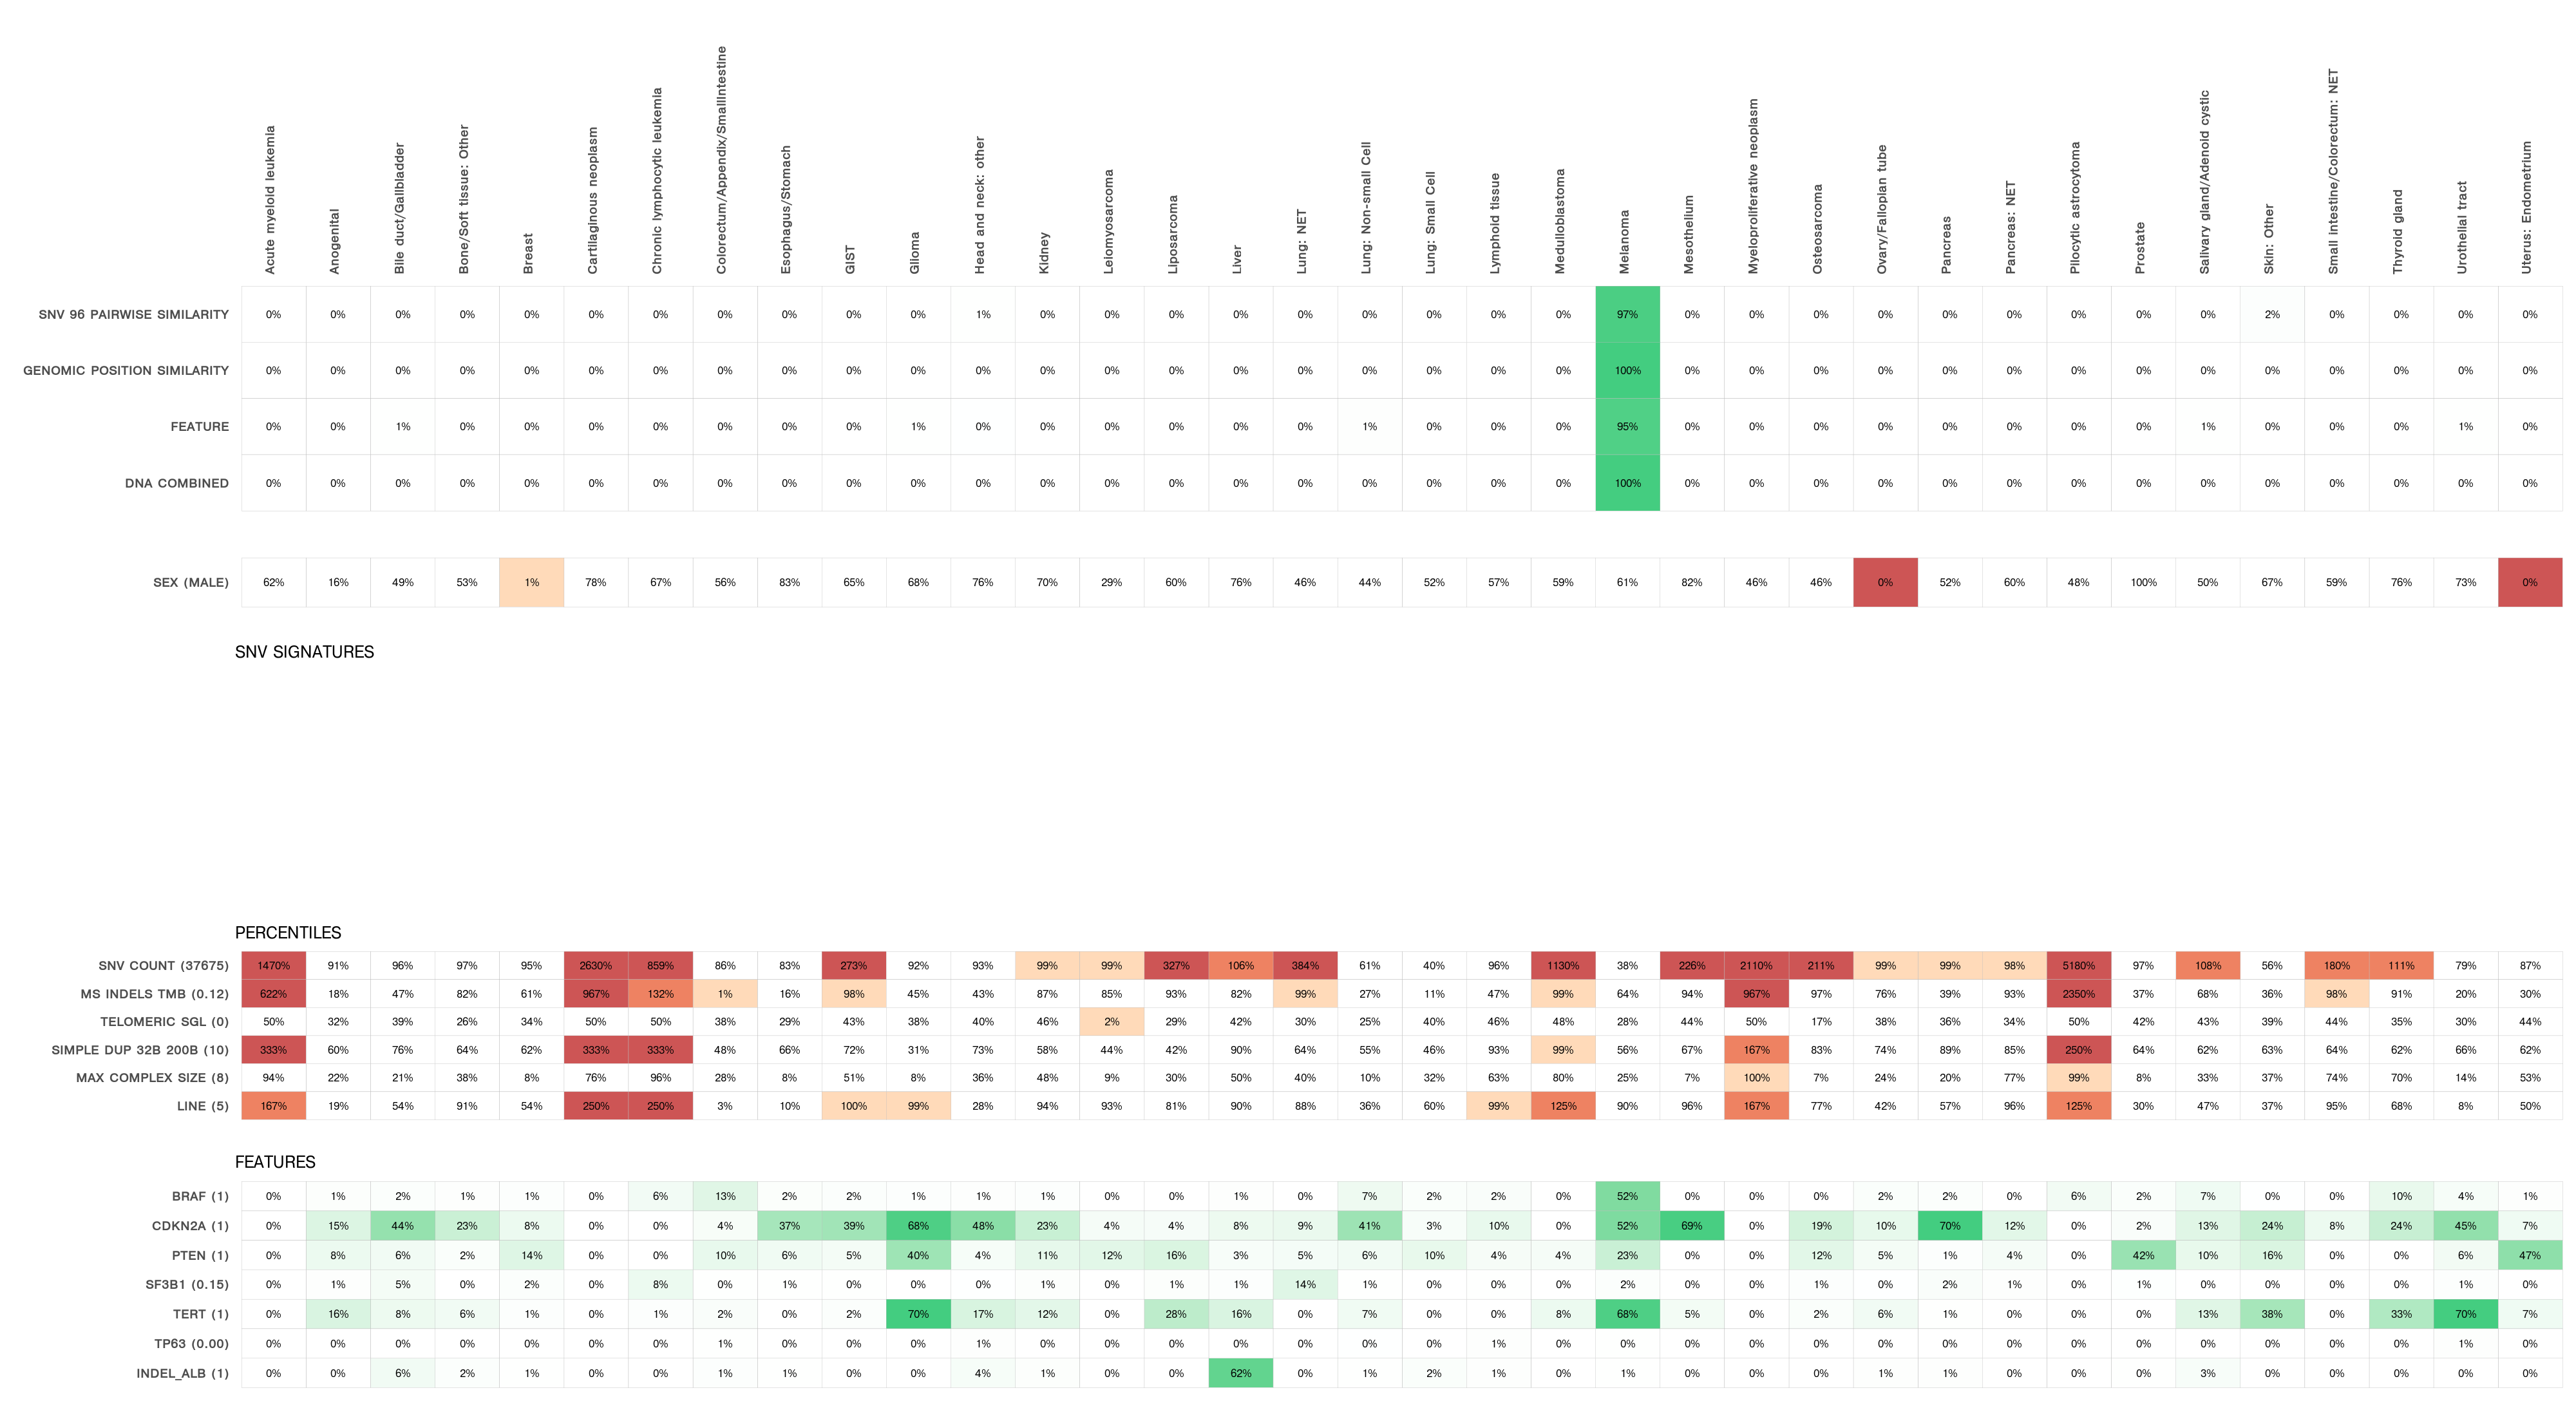 Acute myeloid leukemia
Anogenital
Bile duct/Gallbladder
Bone/Soft tissue: Other
Breast
Cartilaginous neoplasm
Chronic lymphocytic leukemia
Colorectum/Appendix/SmallIntestine
Esophagus/Stomach
GIST
Glioma
Head and neck: other
Kidney
Leiomyosarcoma
Liposarcoma
Liver
Lung: NET
Lung: Non-small Cell
Lung: Small Cell
Lymphoid tissue
Medulloblastoma
Melanoma
Mesothelium
Myeloproliferative neoplasm
Osteosarcoma
Ovary/Fallopian tube
Pancreas
Pancreas: NET
Pilocytic astrocytoma
Prostate
Salivary gland/Adenoid cystic
Skin: Other
Small intestine/Colorectum: NET
Thyroid gland
Urothelial tract
Uterus: Endometrium
SNV 96 PAIRWISE SIMILARITY 0% 0% 0% 0% 0% 0% 0% 0% 0% 0% 0% 1% 0% 0% 0% 0% 0% 0% 0% 0% 0% 97% 0% 0% 0% 0% 0% 0% 0% 0% 0% 2% 0% 0% 0% 0%
GENOMIC POSITION SIMILARITY 0% 0% 0% 0% 0% 0% 0% 0% 0% 0% 0% 0% 0% 0% 0% 0% 0% 0% 0% 0% 0% 100% 0% 0% 0% 0% 0% 0% 0% 0% 0% 0% 0% 0% 0% 0%
FEATURE 0% 0% 1% 0% 0% 0% 0% 0% 0% 0% 1% 0% 0% 0% 0% 0% 0% 1% 0% 0% 0% 95% 0% 0% 0% 0% 0% 0% 0% 0% 1% 0% 0% 0% 1% 0%
DNA COMBINED 0% 0% 0% 0% 0% 0% 0% 0% 0% 0% 0% 0% 0% 0% 0% 0% 0% 0% 0% 0% 0% 100% 0% 0% 0% 0% 0% 0% 0% 0% 0% 0% 0% 0% 0% 0%
SEX (MALE) 62% 16% 49% 53% 1% 78% 67% 56% 83% 65% 68% 76% 70% 29% 60% 76% 46% 44% 52% 57% 59% 61% 82% 46% 46% 0% 52% 60% 48% 100% 50% 67% 59% 76% 73% 0%
SNV SIGNATURES
PERCENTILES
SNV COUNT (37675) 1470% 91% 96% 97% 95% 2630% 859% 86% 83% 273% 92% 93% 99% 99% 327% 106% 384% 61% 40% 96% 1130% 38% 226% 2110% 211% 99% 99% 98% 5180% 97% 108% 56% 180% 111% 79% 87%
MS INDELS TMB (0.12) 622% 18% 47% 82% 61% 967% 132% 1% 16% 98% 45% 43% 87% 85% 93% 82% 99% 27% 11% 47% 99% 64% 94% 967% 97% 76% 39% 93% 2350% 37% 68% 36% 98% 91% 20% 30%
TELOMERIC SGL (0) 50% 32% 39% 26% 34% 50% 50% 38% 29% 43% 38% 40% 46% 2% 29% 42% 30% 25% 40% 46% 48% 28% 44% 50% 17% 38% 36% 34% 50% 42% 43% 39% 44% 35% 30% 44%
SIMPLE DUP 32B 200B (10) 333% 60% 76% 64% 62% 333% 333% 48% 66% 72% 31% 73% 58% 44% 42% 90% 64% 55% 46% 93% 99% 56% 67% 167% 83% 74% 89% 85% 250% 64% 62% 63% 64% 62% 66% 62%
MAX COMPLEX SIZE (8) 94% 22% 21% 38% 8% 76% 96% 28% 8% 51% 8% 36% 48% 9% 30% 50% 40% 10% 32% 63% 80% 25% 7% 100% 7% 24% 20% 77% 99% 8% 33% 37% 74% 70% 14% 53%
LINE (5) 167% 19% 54% 91% 54% 250% 250% 3% 10% 100% 99% 28% 94% 93% 81% 90% 88% 36% 60% 99% 125% 90% 96% 167% 77% 42% 57% 96% 125% 30% 47% 37% 95% 68% 8% 50%
FEATURES
BRAF (1) 0% 1% 2% 1% 1% 0% 6% 13% 2% 2% 1% 1% 1% 0% 0% 1% 0% 7% 2% 2% 0% 52% 0% 0% 0% 2% 2% 0% 6% 2% 7% 0% 0% 10% 4% 1%
CDKN2A (1) 0% 15% 44% 23% 8% 0% 0% 4% 37% 39% 68% 48% 23% 4% 4% 8% 9% 41% 3% 10% 0% 52% 69% 0% 19% 10% 70% 12% 0% 2% 13% 24% 8% 24% 45% 7%
PTEN (1) 0% 8% 6% 2% 14% 0% 0% 10% 6% 5% 40% 4% 11% 12% 16% 3% 5% 6% 10% 4% 4% 23% 0% 0% 12% 5% 1% 4% 0% 42% 10% 16% 0% 0% 6% 47%
SF3B1 (0.15) 0% 1% 5% 0% 2% 0% 8% 0% 1% 0% 0% 0% 1% 0% 1% 1% 14% 1% 0% 0% 0% 2% 0% 0% 1% 0% 2% 1% 0% 1% 0% 0% 0% 0% 1% 0%
TERT (1) 0% 16% 8% 6% 1% 0% 1% 2% 0% 2% 70% 17% 12% 0% 28% 16% 0% 7% 0% 0% 8% 68% 5% 0% 2% 6% 1% 0% 0% 0% 13% 38% 0% 33% 70% 7%
TP63 (0.00) 0% 0% 0% 0% 0% 0% 0% 1% 0% 0% 0% 1% 0% 0% 0% 0% 0% 0% 0% 1% 0% 0% 0% 0% 0% 0% 0% 0% 0% 0% 0% 0% 0% 0% 1% 0%
INDEL_ALB (1) 0% 0% 6% 2% 1% 0% 0% 1% 1% 0% 0% 4% 1% 0% 0% 62% 0% 1% 2% 1% 0% 1% 0% 0% 0% 1% 1% 0% 0% 0% 3% 0% 0% 0% 0% 0%